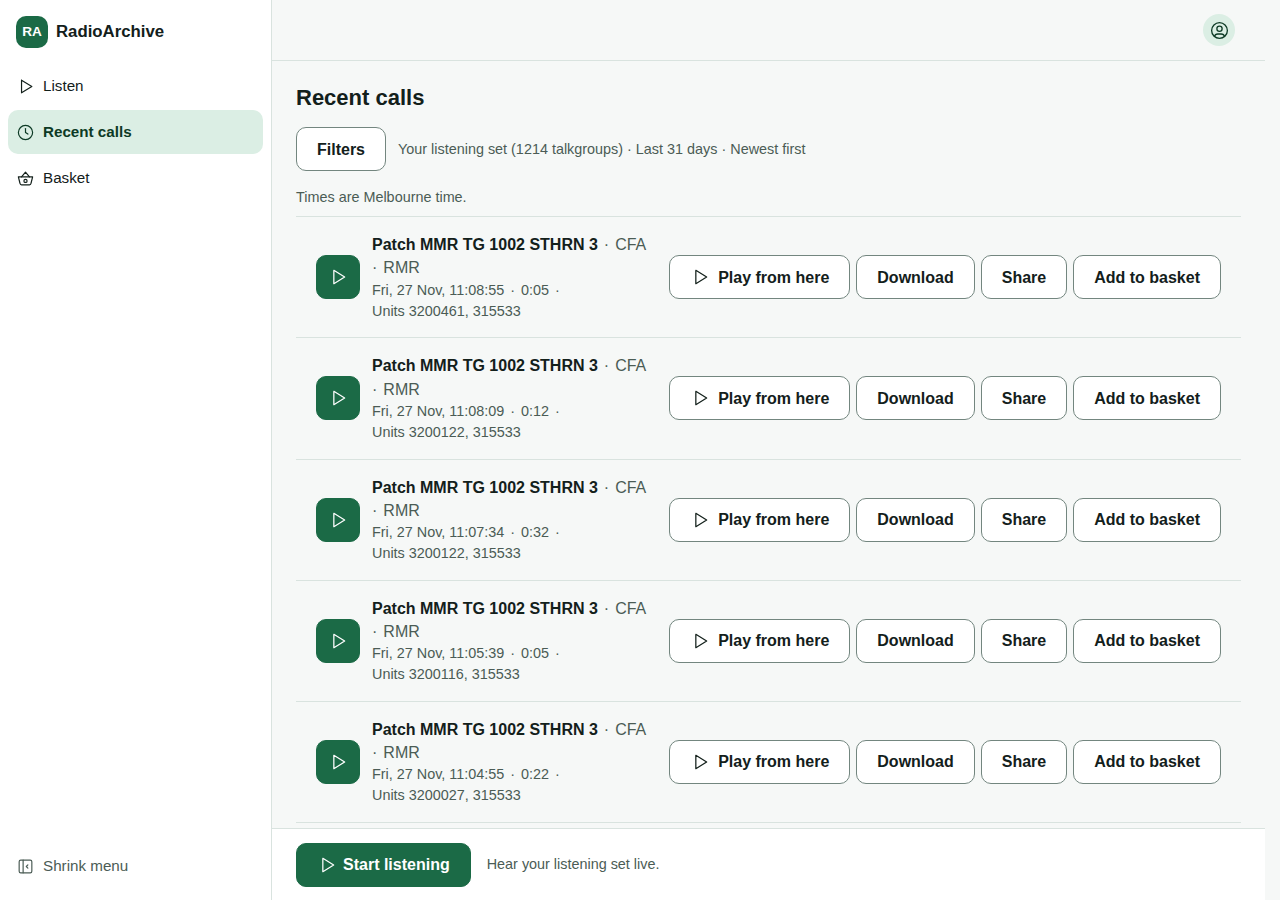 RA RadioArchive
Listen
Recent calls
Basket
Shrink menu
Recent calls
Filters Your listening set (1214 talkgroups) · Last 31 days · Newest first
Times are Melbourne time.
Patch MMR TG 1002 STHRN 3 · CFA
· RMR
Fri, 27 Nov, 11:08:55 · 0:05 ·
Units 3200461, 315533
Play from here Download Share Add to basket
Patch MMR TG 1002 STHRN 3 · CFA
· RMR
Fri, 27 Nov, 11:08:09 · 0:12 ·
Units 3200122, 315533
Play from here Download Share Add to basket
Patch MMR TG 1002 STHRN 3 · CFA
· RMR
Fri, 27 Nov, 11:07:34 · 0:32 ·
Units 3200122, 315533
Play from here Download Share Add to basket
Patch MMR TG 1002 STHRN 3 · CFA
· RMR
Fri, 27 Nov, 11:05:39 · 0:05 ·
Units 3200116, 315533
Play from here Download Share Add to basket
Patch MMR TG 1002 STHRN 3 · CFA
· RMR
Fri, 27 Nov, 11:04:55 · 0:22 ·
Units 3200027, 315533
Play from here Download Share Add to basket
Start listening Hear your listening set live.